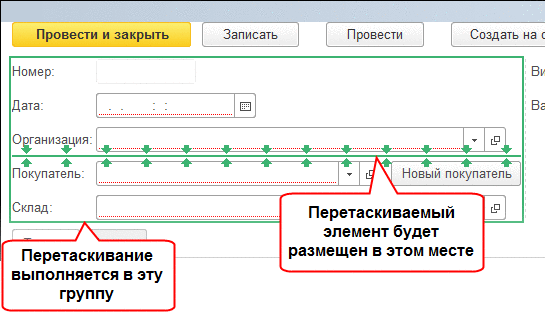 Провести и закрыть Записать Провести Создать на о
Номер: Ви
Дата: . . : : Ва
Организация:
Покупатель: Новый покупатель
Склад:
Перетаскиваемый
элемент будет
размещен в этом месте
Перетаскивание
выполняется в эту
группу